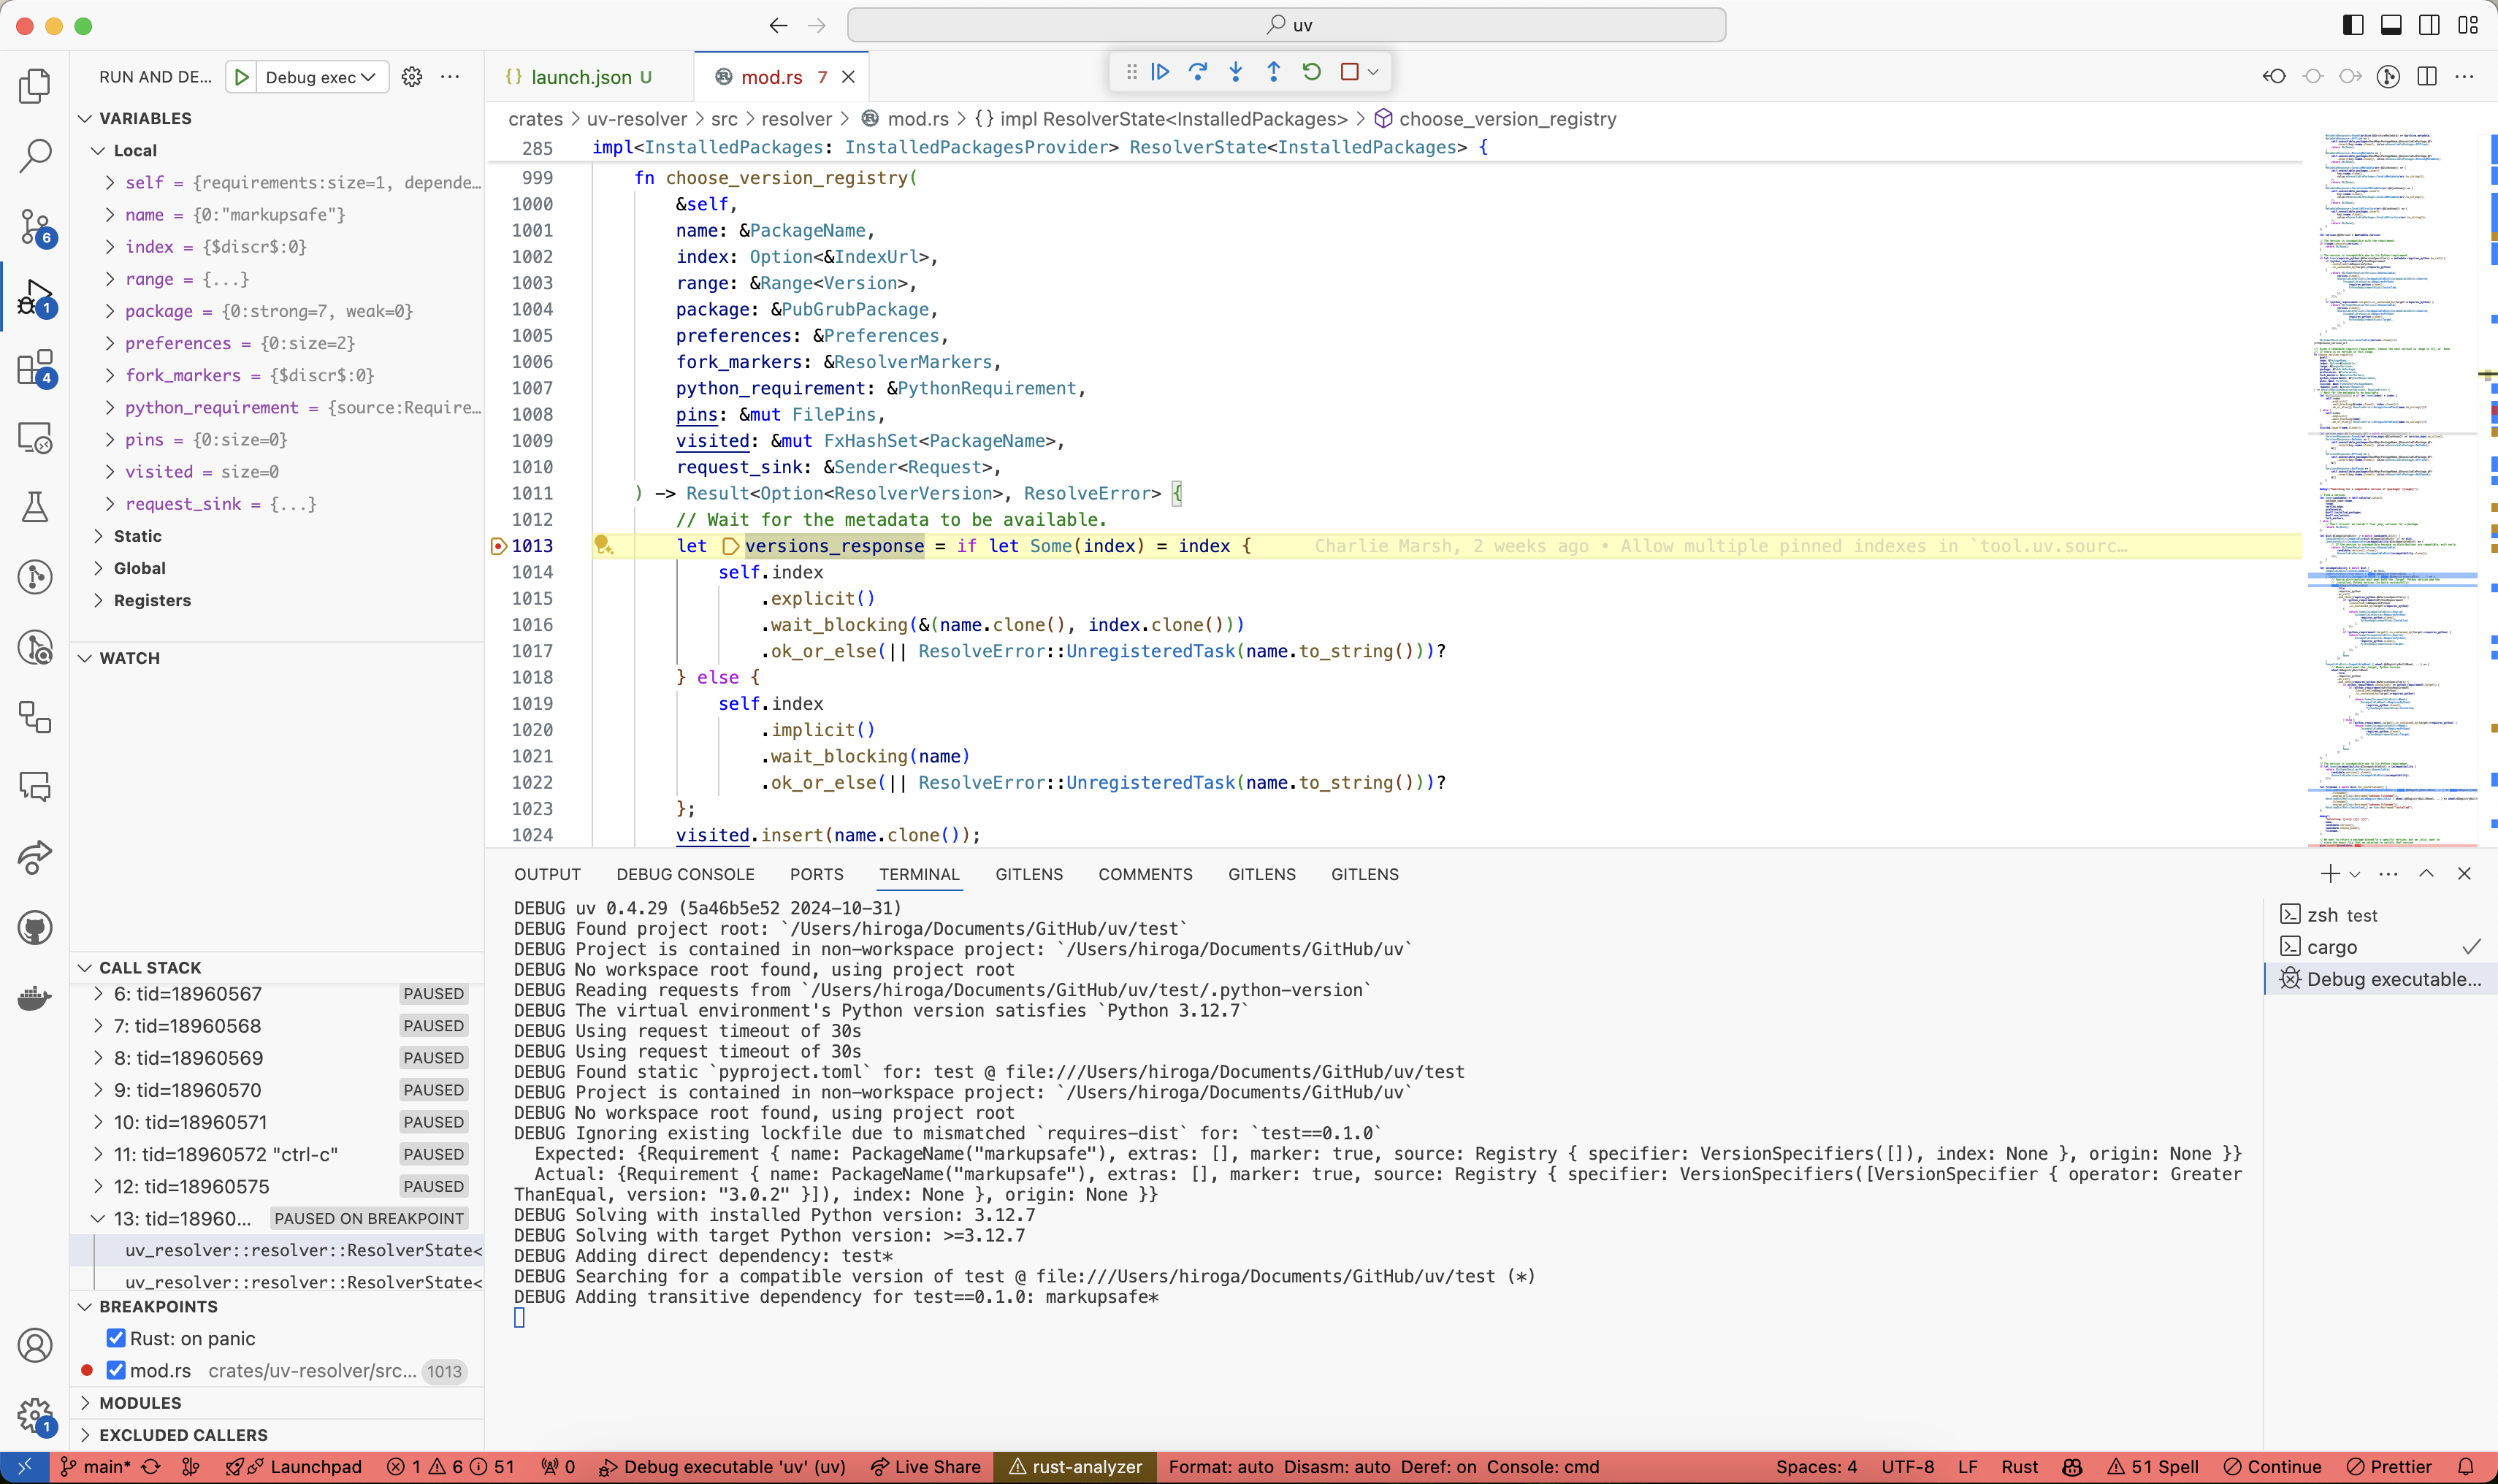 uv
RUN AND DE...
Debug exec
launch.json U
mod.rs 7
crates > uv-resolver > src > resolver > mod.rs > {} impl ResolverState<InstalledPackages> > choose_version_registry
VARIABLES
Local
self = {requirements:size=1, depende...
name = {0:"markupsafe"}
index = {$discr$:0}
range = {...}
package = {0:strong=7, weak=0}
preferences = {0:size=2}
fork_markers = {$discr$:0}
python_requirement = {source:Require...
pins = {0:size=0}
visited = size=0
request_sink = {...}
Static
Global
Registers
WATCH
CALL STACK
6: tid=18960567 PAUSED
7: tid=18960568 PAUSED
8: tid=18960569 PAUSED
9: tid=18960570 PAUSED
10: tid=18960571 PAUSED
11: tid=18960572 "ctrl-c" PAUSED
12: tid=18960575 PAUSED
13: tid=18960... PAUSED ON BREAKPOINT
uv_resolver::resolver::ResolverState<
uv_resolver::resolver::ResolverState<
BREAKPOINTS
Rust: on panic
mod.rs crates/uv-resolver/src... 1013
MODULES
EXCLUDED CALLERS
6
1
4
1
285 impl<InstalledPackages: InstalledPackagesProvider> ResolverState<InstalledPackages> {
999 fn choose_version_registry(
1000 &self,
1001 name: &PackageName,
1002 index: Option<&IndexUrl>,
1003 range: &Range<Version>,
1004 package: &PubGrubPackage,
1005 preferences: &Preferences,
1006 fork_markers: &ResolverMarkers,
1007 python_requirement: &PythonRequirement,
1008 pins: &mut FilePins,
1009 visited: &mut FxHashSet<PackageName>,
1010 request_sink: &Sender<Request>,
1011 ) -> Result<Option<ResolverVersion>, ResolveError> {
1012 // Wait for the metadata to be available.
1013 let versions_response = if let Some(index) = index { Charlie Marsh, 2 weeks ago • Allow multiple pinned indexes in `tool.uv.sourc...
1014 self.index
1015 .explicit()
1016 .wait_blocking(&(name.clone(), index.clone()))
1017 .ok_or_else(|| ResolveError::UnregisteredTask(name.to_string()))?
1018 } else {
1019 self.index
1020 .implicit()
1021 .wait_blocking(name)
1022 .ok_or_else(|| ResolveError::UnregisteredTask(name.to_string()))?
1023 };
1024 visited.insert(name.clone());
OUTPUT DEBUG CONSOLE PORTS TERMINAL GITLENS COMMENTS GITLENS GITLENS
DEBUG uv 0.4.29 (5a46b5e52 2024-10-31)
DEBUG Found project root: `/Users/hiroga/Documents/GitHub/uv/test`
DEBUG Project is contained in non-workspace project: `/Users/hiroga/Documents/GitHub/uv`
DEBUG No workspace root found, using project root
DEBUG Reading requests from `/Users/hiroga/Documents/GitHub/uv/test/.python-version`
DEBUG The virtual environment's Python version satisfies `Python 3.12.7`
DEBUG Using request timeout of 30s
DEBUG Using request timeout of 30s
DEBUG Found static `pyproject.toml` for: test @ file:///Users/hiroga/Documents/GitHub/uv/test
DEBUG Project is contained in non-workspace project: `/Users/hiroga/Documents/GitHub/uv`
DEBUG No workspace root found, using project root
DEBUG Ignoring existing lockfile due to mismatched `requires-dist` for: `test==0.1.0`
Expected: {Requirement { name: PackageName("markupsafe"), extras: [], marker: true, source: Registry { specifier: VersionSpecifiers([]), index: None }, origin: None }}
Actual: {Requirement { name: PackageName("markupsafe"), extras: [], marker: true, source: Registry { specifier: VersionSpecifiers([VersionSpecifier { operator: Greater
ThanEqual, version: "3.0.2" }]), index: None }, origin: None }}
DEBUG Solving with installed Python version: 3.12.7
DEBUG Solving with target Python version: >=3.12.7
DEBUG Adding direct dependency: test*
DEBUG Searching for a compatible version of test @ file:///Users/hiroga/Documents/GitHub/uv/test (*)
DEBUG Adding transitive dependency for test==0.1.0: markupsafe*
zsh test
cargo
Debug executable...
main* Launchpad 1 6 51 0 Debug executable 'uv' (uv) Live Share rust-analyzer Format: auto Disasm: auto Deref: on Console: cmd Spaces: 4 UTF-8 LF Rust 51 Spell Continue Prettier